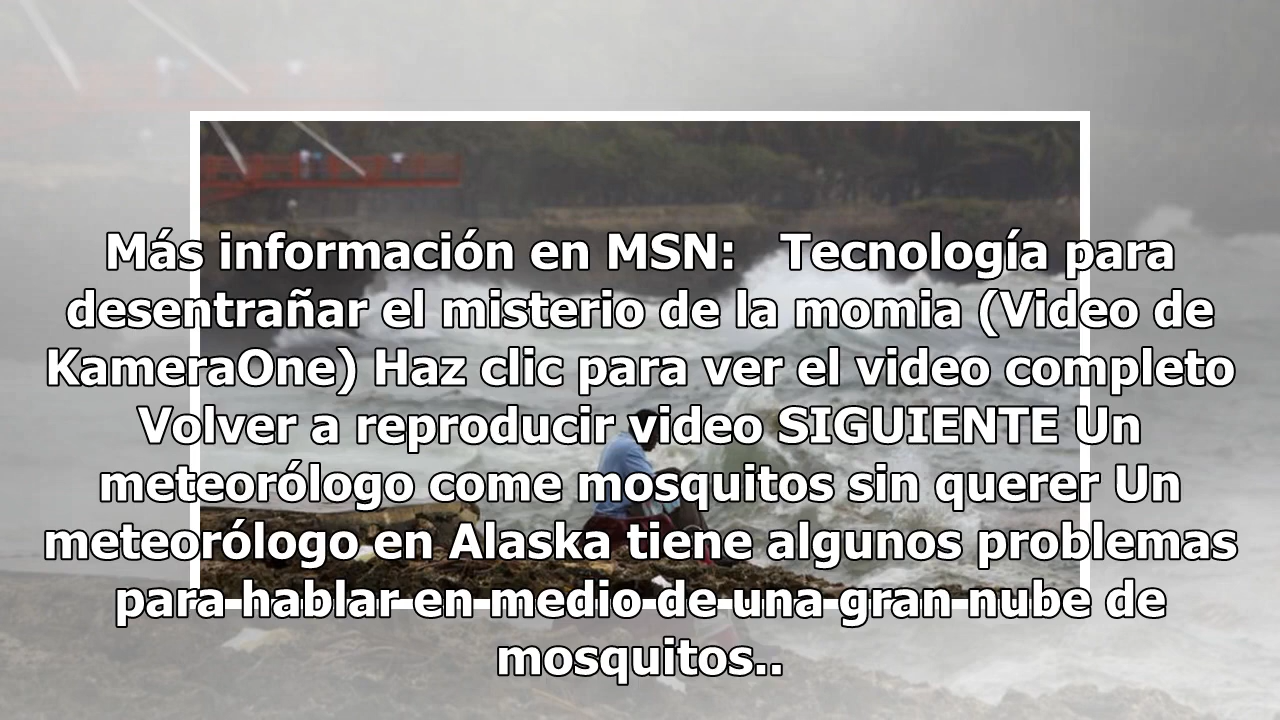 Más información en MSN:   Tecnología para
desentrañar el misterio de la momia (Video de
KameraOne) Haz clic para ver el video completo
Volver a reproducir video SIGUIENTE Un
meteorólogo come mosquitos sin querer Un
meteorólogo en Alaska tiene algunos problemas
para hablar en medio de una gran nube de
mosquitos..